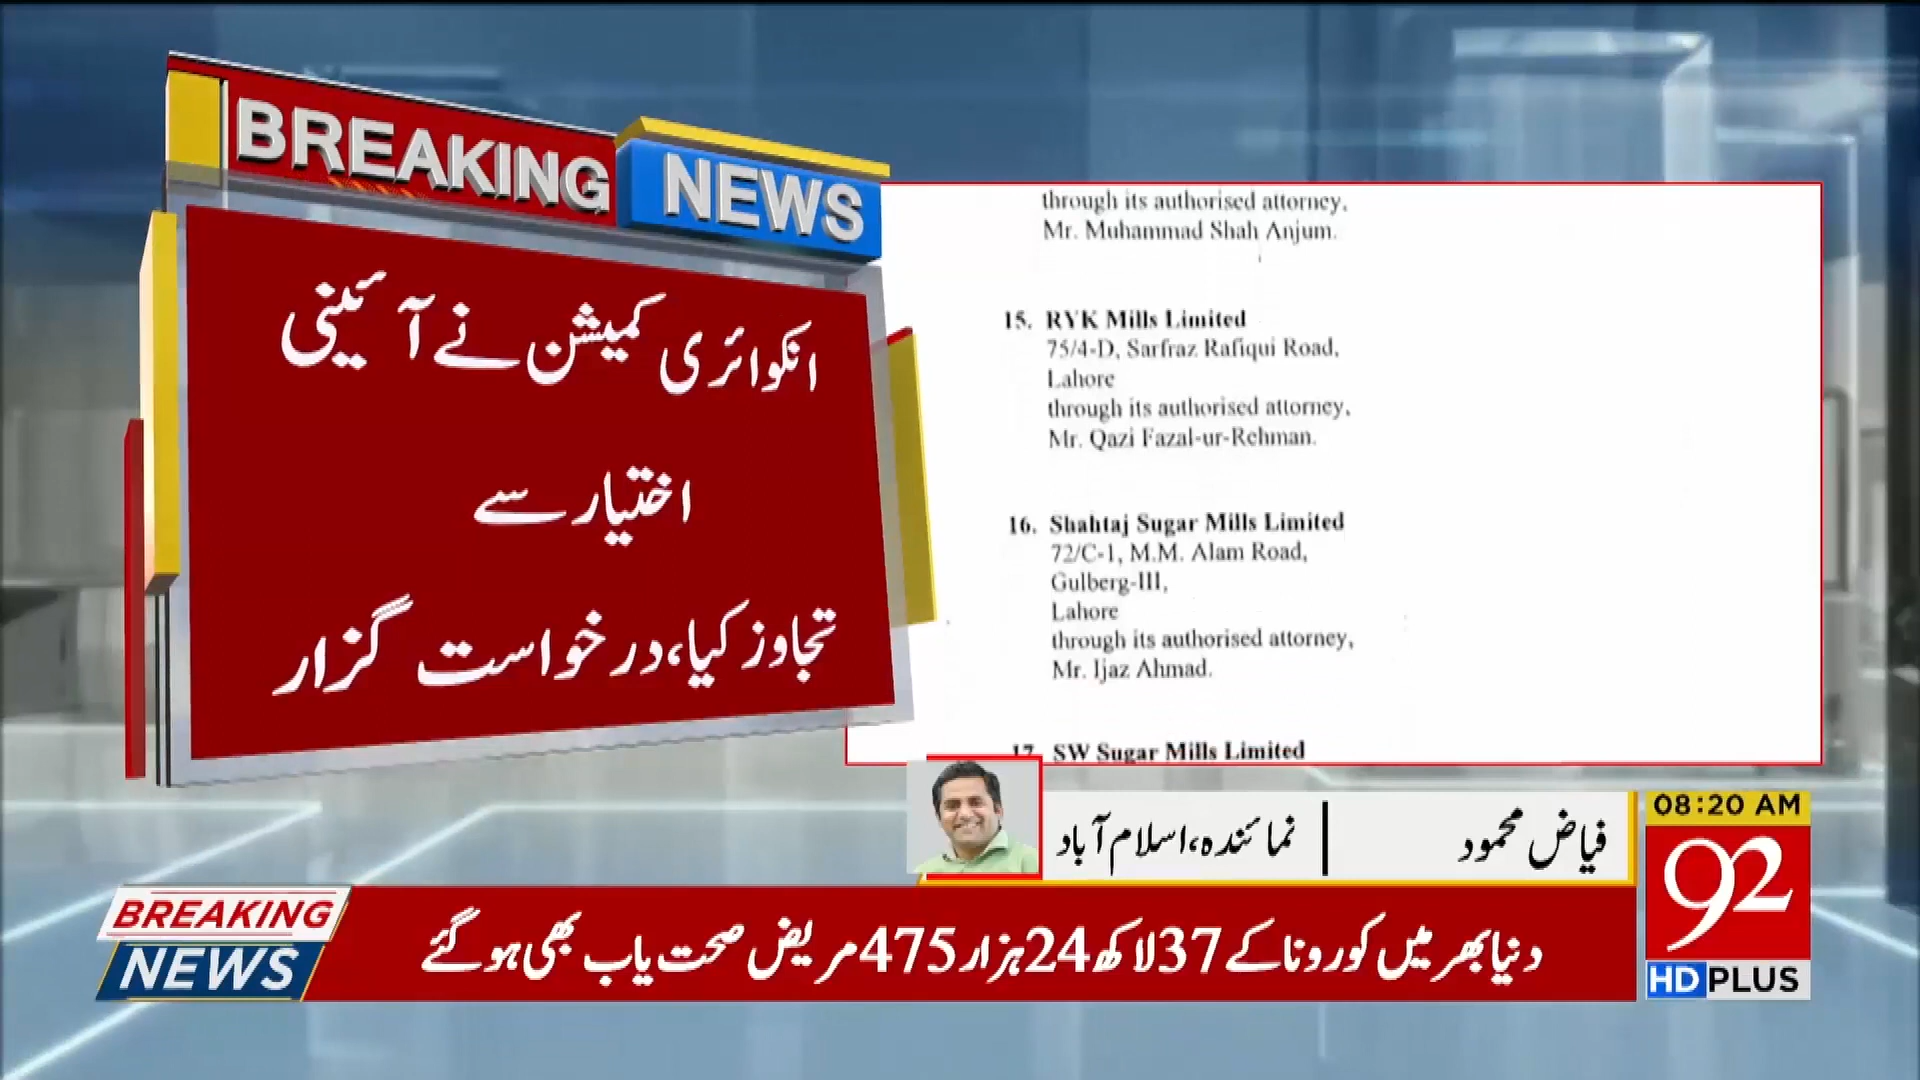 BREAKING NEWS
انکوائری کمیشن نے آئینی
اختیار سے
تجاوز کیا، درخواست گزار
through its authorised attorney,
Mr. Muhammad Shah Anjum.
15. RYK Mills Limited
75/4-D, Sarfraz Rafiqui Road,
Lahore
through its authorised attorney,
Mr. Qazi Fazal-ur-Rehman.
16. Shahtaj Sugar Mills Limited
72/C-1, M.M. Alam Road,
Gulberg-III,
Lahore
through its authorised attorney,
Mr. Ijaz Ahmad.
17. SW Sugar Mills Limited
فیاض محمود | نمائندہ، اسلام آباد
08:20 AM
92
HD PLUS
BREAKING
NEWS
دنیا بھر میں کورونا کے 37 لاکھ 24 ہزار 475 مریض صحت یاب بھی ہو گئے